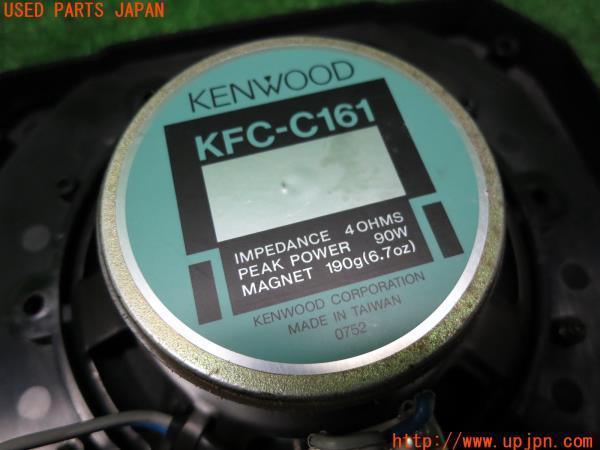 USED PARTS JAPAN
KENWOOD
KFC-C161
IMPEDANCE 4 OHMS
PEAK POWER 90W
MAGNET 190g(6.7oz)
KENWOOD CORPORATION
MADE IN TAIWAN
0752
http://www.upjpn.com/